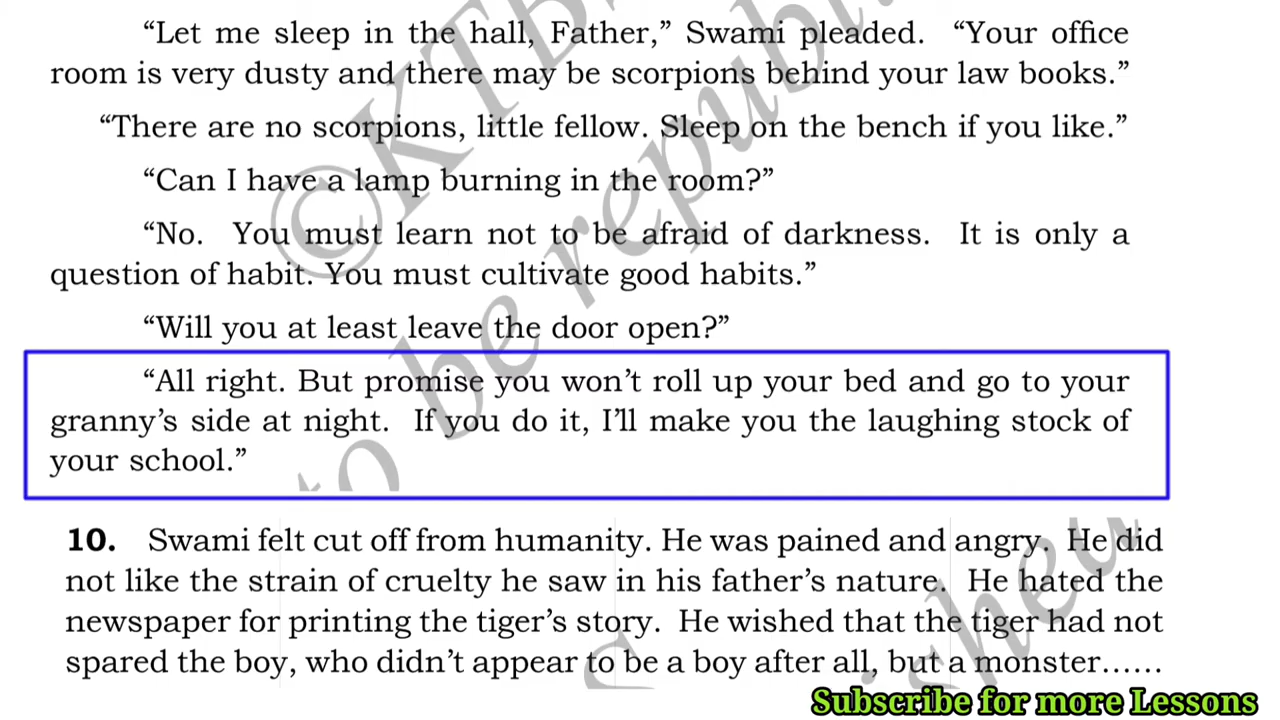 “Let me sleep in the hall, Father,” Swami pleaded. “Your office
room is very dusty and there may be scorpions behind your law books.”
“There are no scorpions, little fellow. Sleep on the bench if you like.”
“Can I have a lamp burning in the room?”
“No. You must learn not to be afraid of darkness. It is only a
question of habit. You must cultivate good habits.”
“Will you at least leave the door open?”
“All right. But promise you won’t roll up your bed and go to your
granny’s side at night. If you do it, I’ll make you the laughing stock of
your school.”
10. Swami felt cut off from humanity. He was pained and angry. He did
not like the strain of cruelty he saw in his father’s nature. He hated the
newspaper for printing the tiger’s story. He wished that the tiger had not
spared the boy, who didn’t appear to be a boy after all, but a monster......
Subscribe for more Lessons
©KTB
to be republi